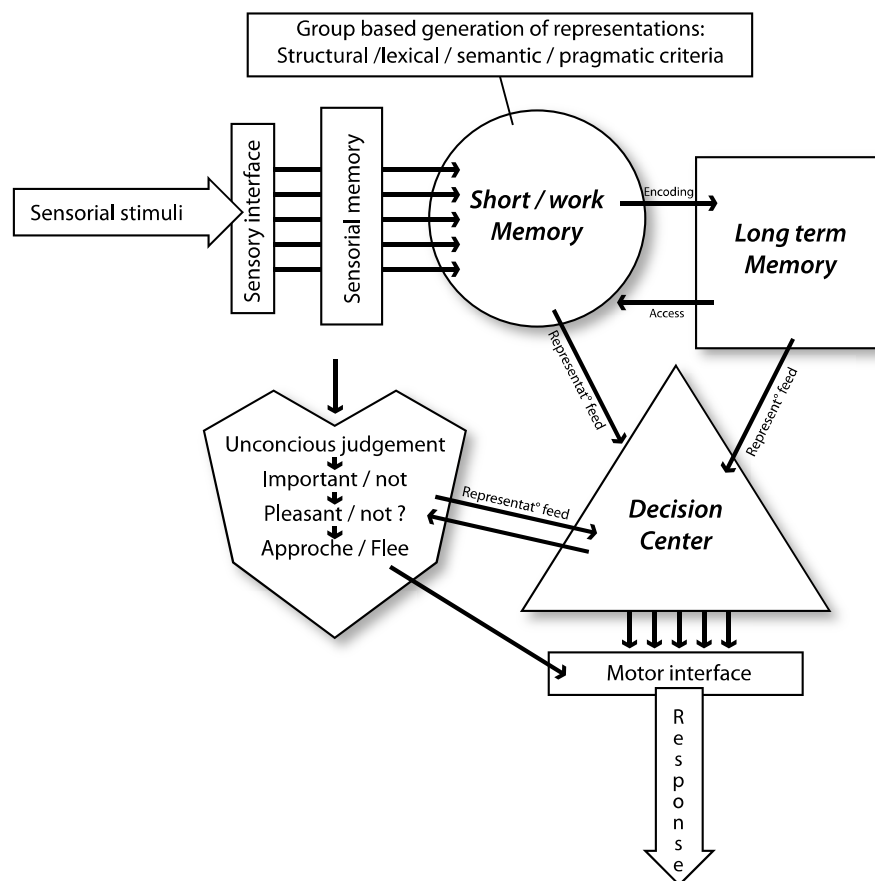 Group based generation of representations:
Structural /lexical / semantic / pragmatic criteria
Sensorial stimuli
Sensory interface
Sensorial memory
Short / work
Memory
Encoding
Access
Long term
Memory
Representat° feed
Represent° feed
Unconcious judgement
Important / not
Pleasant / not ?
Approche / Flee
Representat° feed
Decision
Center
Motor interface
Response